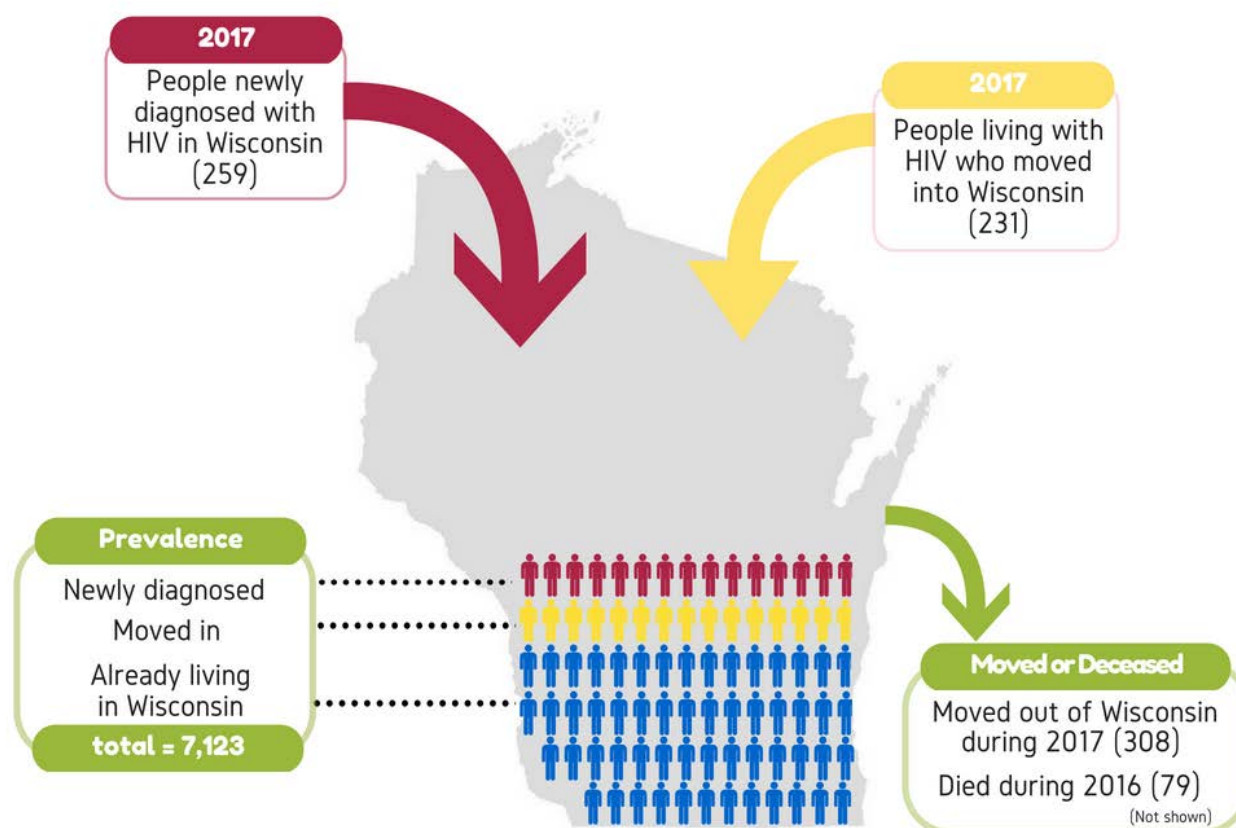 2017
People newly
diagnosed with
HIV in Wisconsin
(259)
2017
People living with
HIV who moved
into Wisconsin
(231)
Prevalence
Newly diagnosed
Moved in
Already living
in Wisconsin
total = 7,123
Moved or Deceased
Moved out of Wisconsin
during 2017 (308)
Died during 2016 (79)
(Not shown)